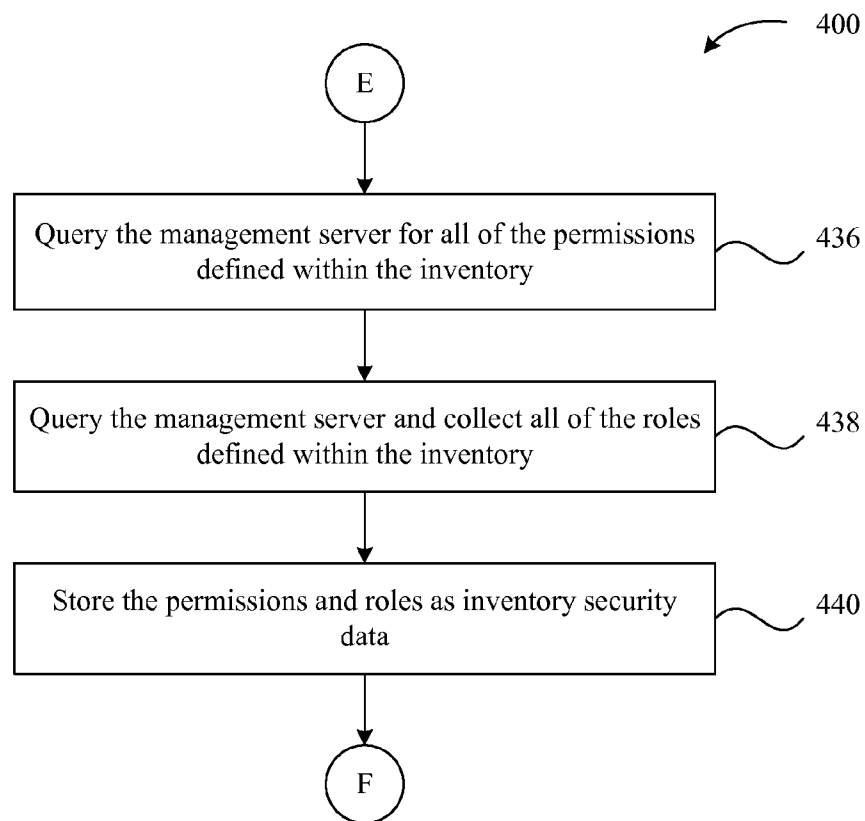 400
E
Query the management server for all of the permissions
defined within the inventory
436
Query the management server and collect all of the roles
defined within the inventory
438
Store the permissions and roles as inventory security
data
440
F